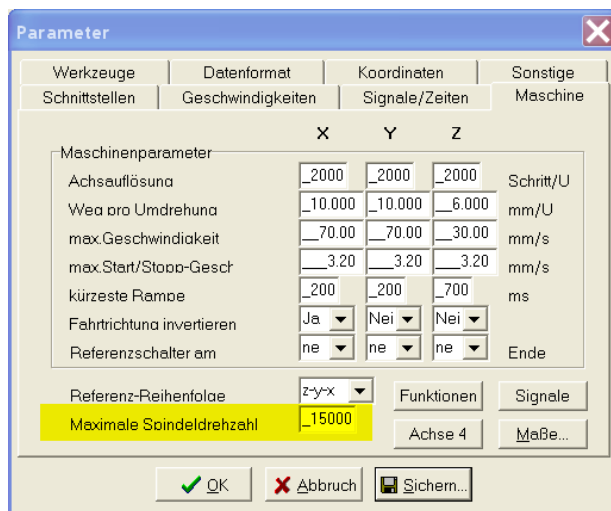 Parameter
Werkzeuge Datenformat Koordinaten Sonstige
Schnittstellen Geschwindigkeiten Signale/Zeiten Maschine
X Y Z
Maschinenparameter
Achsauflösung _2000 _2000 _2000 Schritt/U
Weg pro Umdrehung _10.000 _10.000 __6.000 mm/U
max.Geschwindigkeit __70.00 __70.00 __30.00 mm/s
max.Start/Stopp-Gesch ___3.20 ___3.20 ___3.20 mm/s
kürzeste Rampe _200 _200 _700 ms
Fahrtrichtung invertieren Ja Nei Nei
Referenzschalter am ne ne ne Ende
Referenz-Reihenfolge z-y-x Funktionen Signale
Maximale Spindeldrehzahl _15000
Achse 4 Maße...
OK Abbruch Sichern...